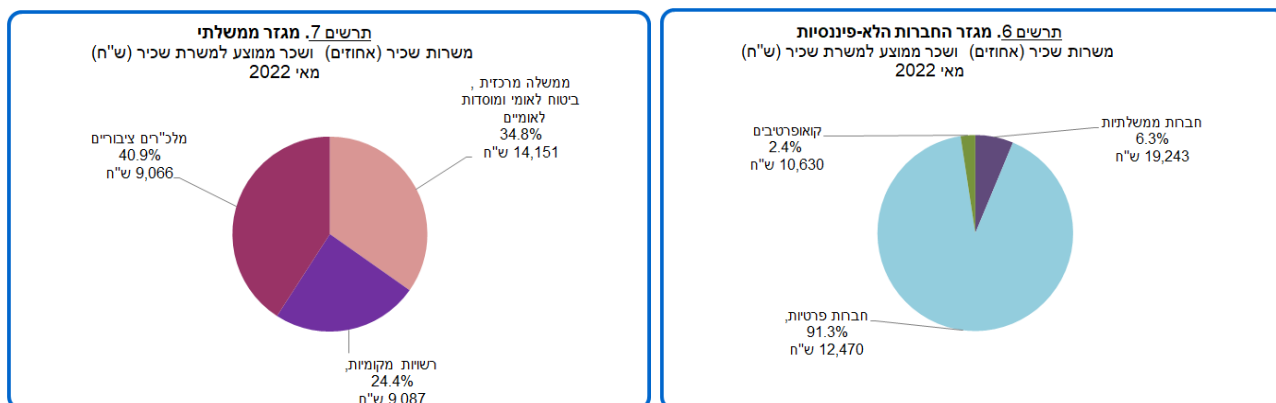 תרשים 6. מגזר החברות הלא-פיננסיות
משרות שכיר (אחוזים) ושכר ממוצע למשרת שכיר (ש"ח)
מאי 2022
חברות ממשלתיות
6.3%
19,243 ש"ח
קואופרטיבים
2.4%
10,630 ש"ח
חברות פרטיות,
91.3%
12,470 ש"ח
תרשים 7. מגזר ממשלתי
משרות שכיר (אחוזים) ושכר ממוצע למשרת שכיר (ש"ח)
מאי 2022
ממשלה מרכזית ,
ביטוח לאומי ומוסדות
לאומיים
34.8%
14,151 ש"ח
מלכ"רים ציבוריים
40.9%
9,066 ש"ח
רשויות מקומיות,
24.4%
9,087 ש"ח